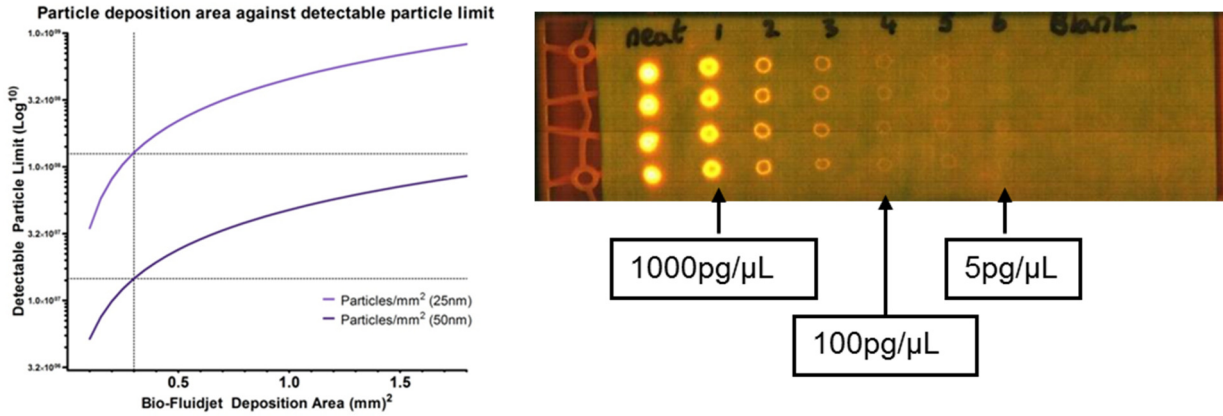 Particle deposition area against detectable particle limit
Detectable Particle Limit (Log¹⁰)
1.0×10⁰⁹
3.2×10⁰⁸
1.0×10⁰⁸
3.2×10⁰⁷
1.0×10⁰⁷
3.2×10⁰⁶
Particles/mm² (25nm)
Particles/mm² (50nm)
0.5
1.0
1.5
Bio-Fluidjet Deposition Area (mm)²
neat 1 2 3 4 5 6 Blank
1000pg/µL
100pg/µL
5pg/µL